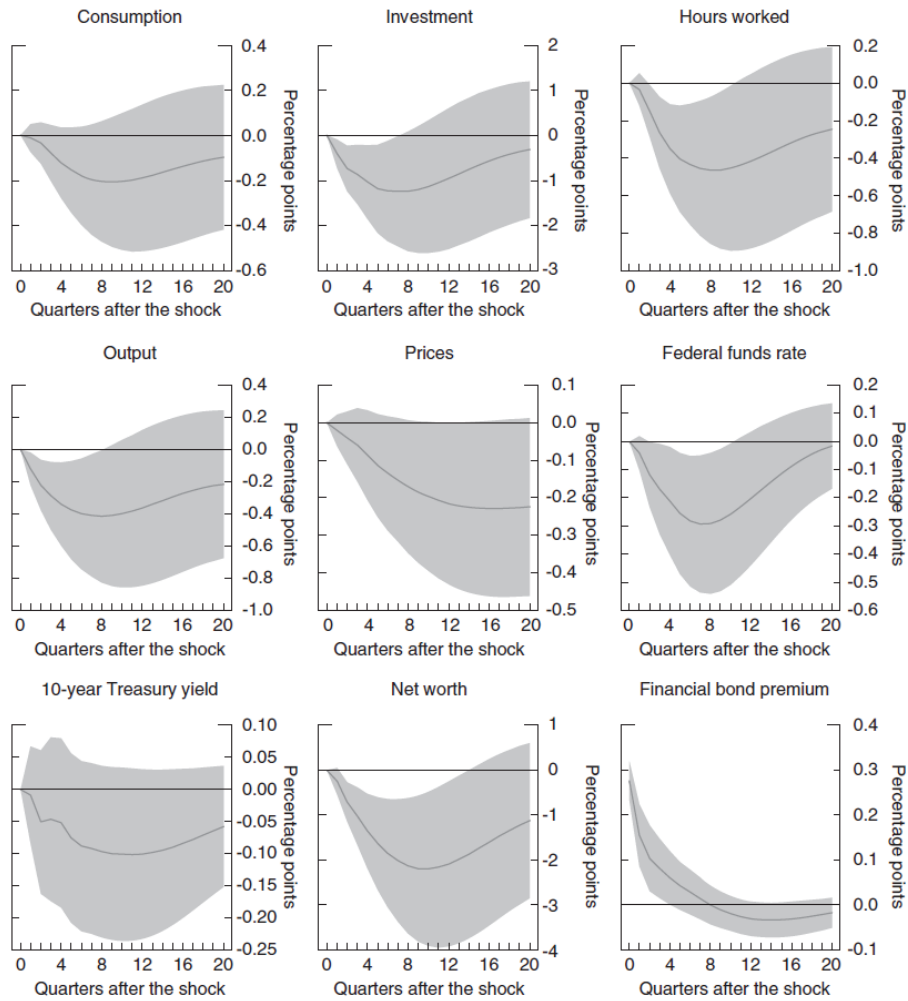 Consumption
0.4
0.2
0.0
-0.2
-0.4
-0.6
Percentage points
0 4 8 12 16 20
Quarters after the shock
Investment
2
1
0
-1
-2
-3
Percentage points
0 4 8 12 16 20
Quarters after the shock
Hours worked
0.2
0.0
-0.2
-0.4
-0.6
-0.8
-1.0
Percentage points
0 4 8 12 16 20
Quarters after the shock
Output
0.4
0.2
0.0
-0.2
-0.4
-0.6
-0.8
-1.0
Percentage points
0 4 8 12 16 20
Quarters after the shock
Prices
0.1
0.0
-0.1
-0.2
-0.3
-0.4
-0.5
Percentage points
0 4 8 12 16 20
Quarters after the shock
Federal funds rate
0.2
0.1
0.0
-0.1
-0.2
-0.3
-0.4
-0.5
-0.6
Percentage points
0 4 8 12 16 20
Quarters after the shock
10-year Treasury yield
0.10
0.05
0.00
-0.05
-0.10
-0.15
-0.20
-0.25
Percentage points
0 4 8 12 16 20
Quarters after the shock
Net worth
1
0
-1
-2
-3
-4
Percentage points
0 4 8 12 16 20
Quarters after the shock
Financial bond premium
0.4
0.3
0.2
0.1
0.0
-0.1
Percentage points
0 4 8 12 16 20
Quarters after the shock